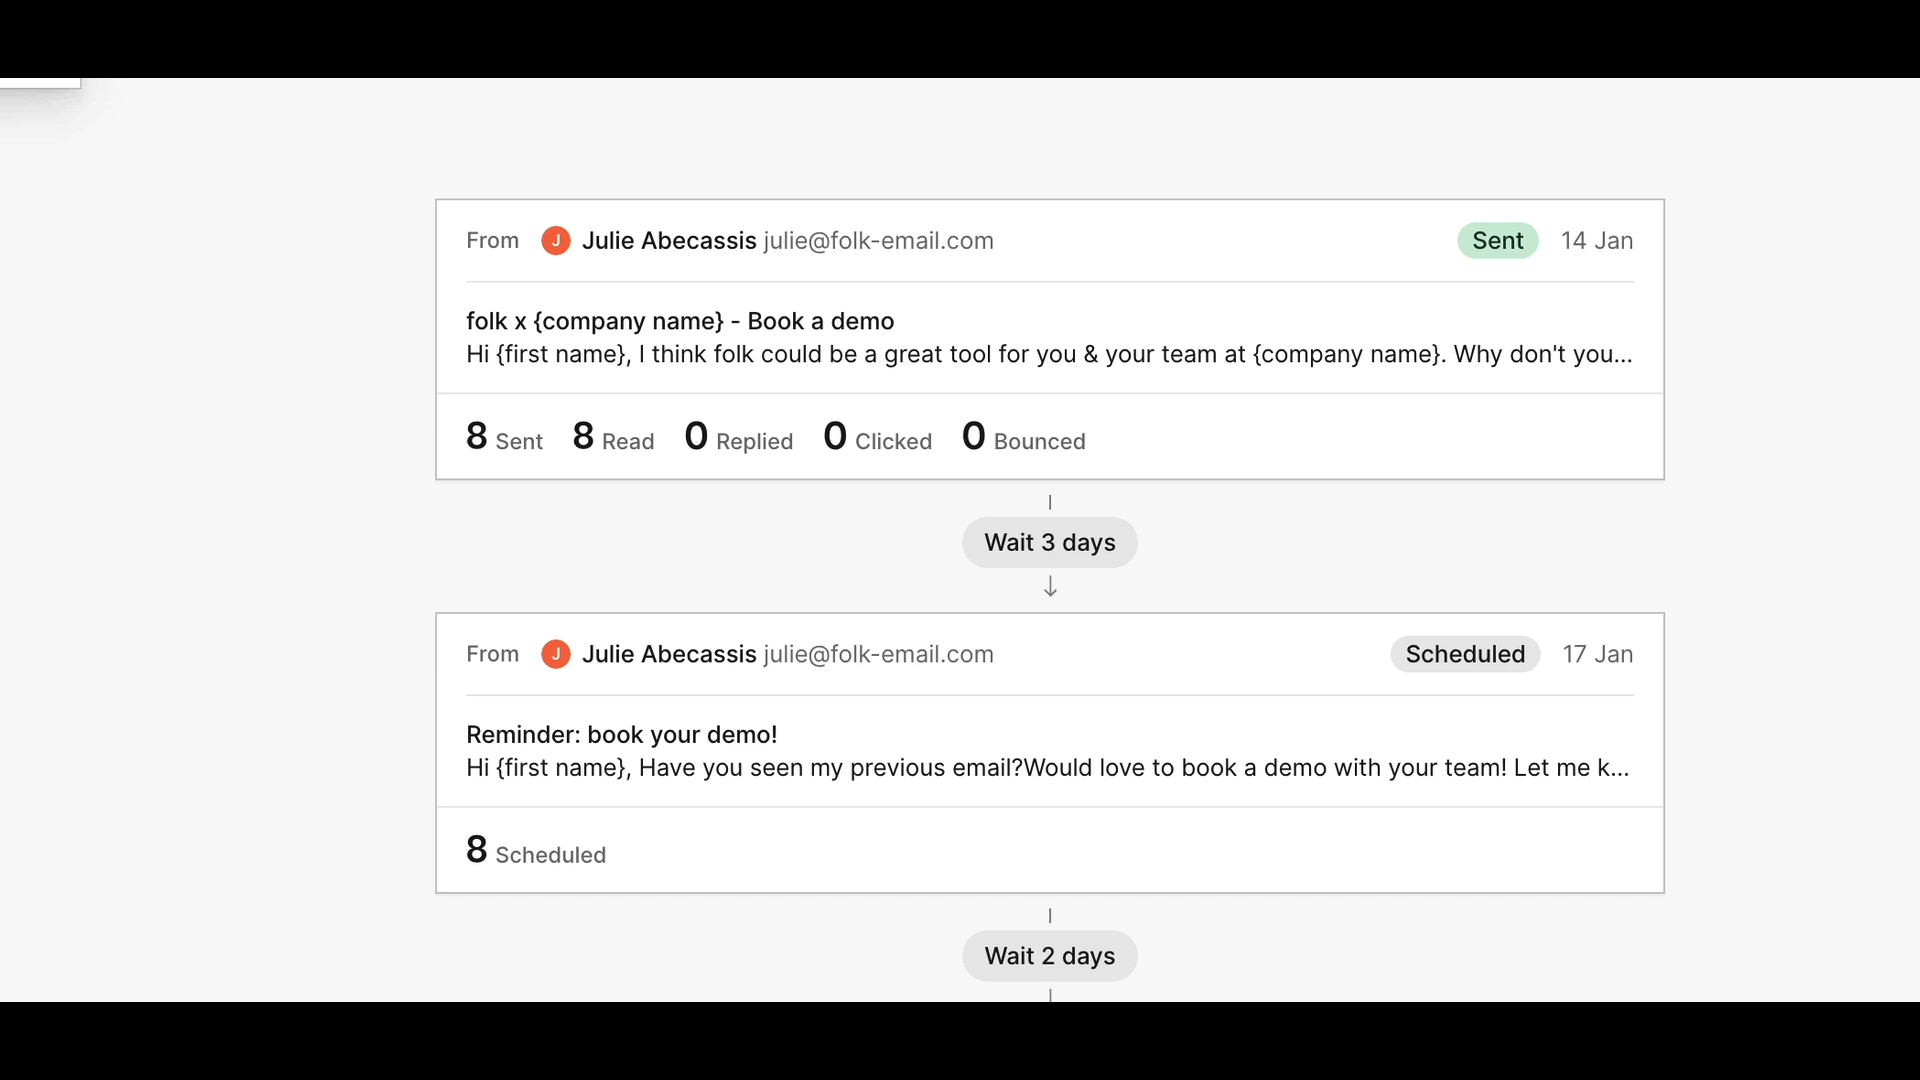 From J Julie Abecassis julie@folk-email.com Sent 14 Jan
folk x {company name} - Book a demo
Hi {first name}, I think folk could be a great tool for you & your team at {company name}. Why don't you...
8 Sent 8 Read 0 Replied 0 Clicked 0 Bounced
Wait 3 days
From J Julie Abecassis julie@folk-email.com Scheduled 17 Jan
Reminder: book your demo!
Hi {first name}, Have you seen my previous email?Would love to book a demo with your team! Let me k...
8 Scheduled
Wait 2 days